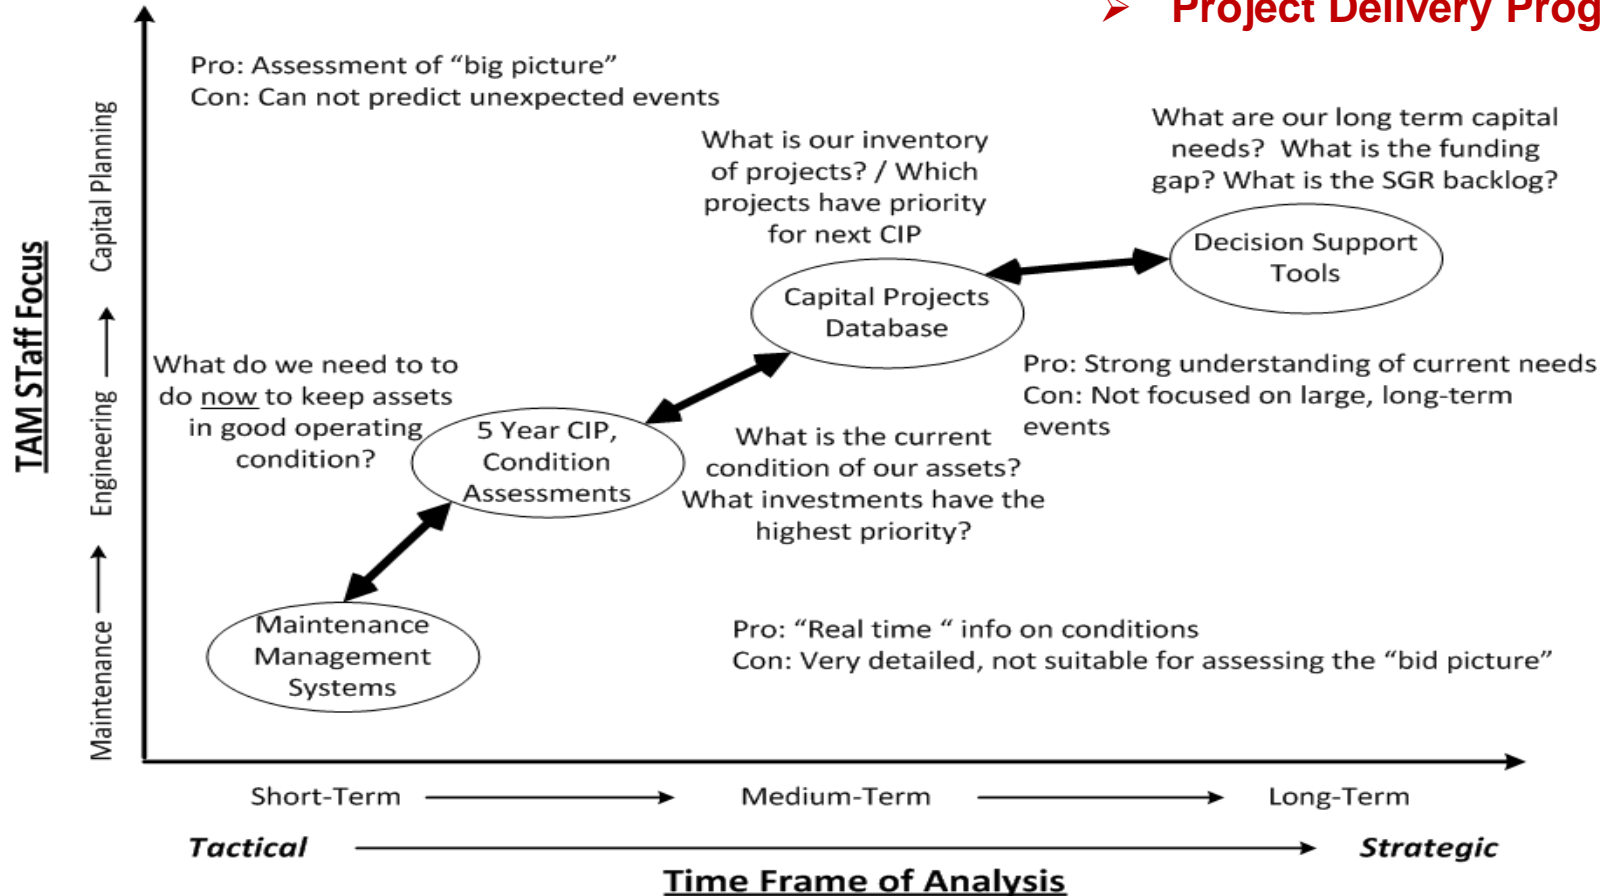 ➢ Project Delivery Prog
Pro: Assessment of “big picture”
Con: Can not predict unexpected events
What is our inventory
of projects? / Which
projects have priority
for next CIP
What are our long term capital
needes? What is the funding
gap? What is the SGR backlog?
Decision Support
Tools
Capital Projects
Database
What do we need to to
do now to keep assets
in good operating
condition?
5 Year CIP,
Condition
Assessments
Pro: Strong understanding of current needs
Con: Not focused on large, long-term
events
What is the current
condition of our assets?
What investments have the
highest priority?
Maintenance
Management
Systems
Pro: “Real time “ info on conditions
Con: Very detailed, not suitable for assessing the “bid picture”
TAM STaff Focus
Capital Planning
Engineering
Maintenance
Short-Term
Medium-Term
Long-Term
Tactical
Strategic
Time Frame of Analysis